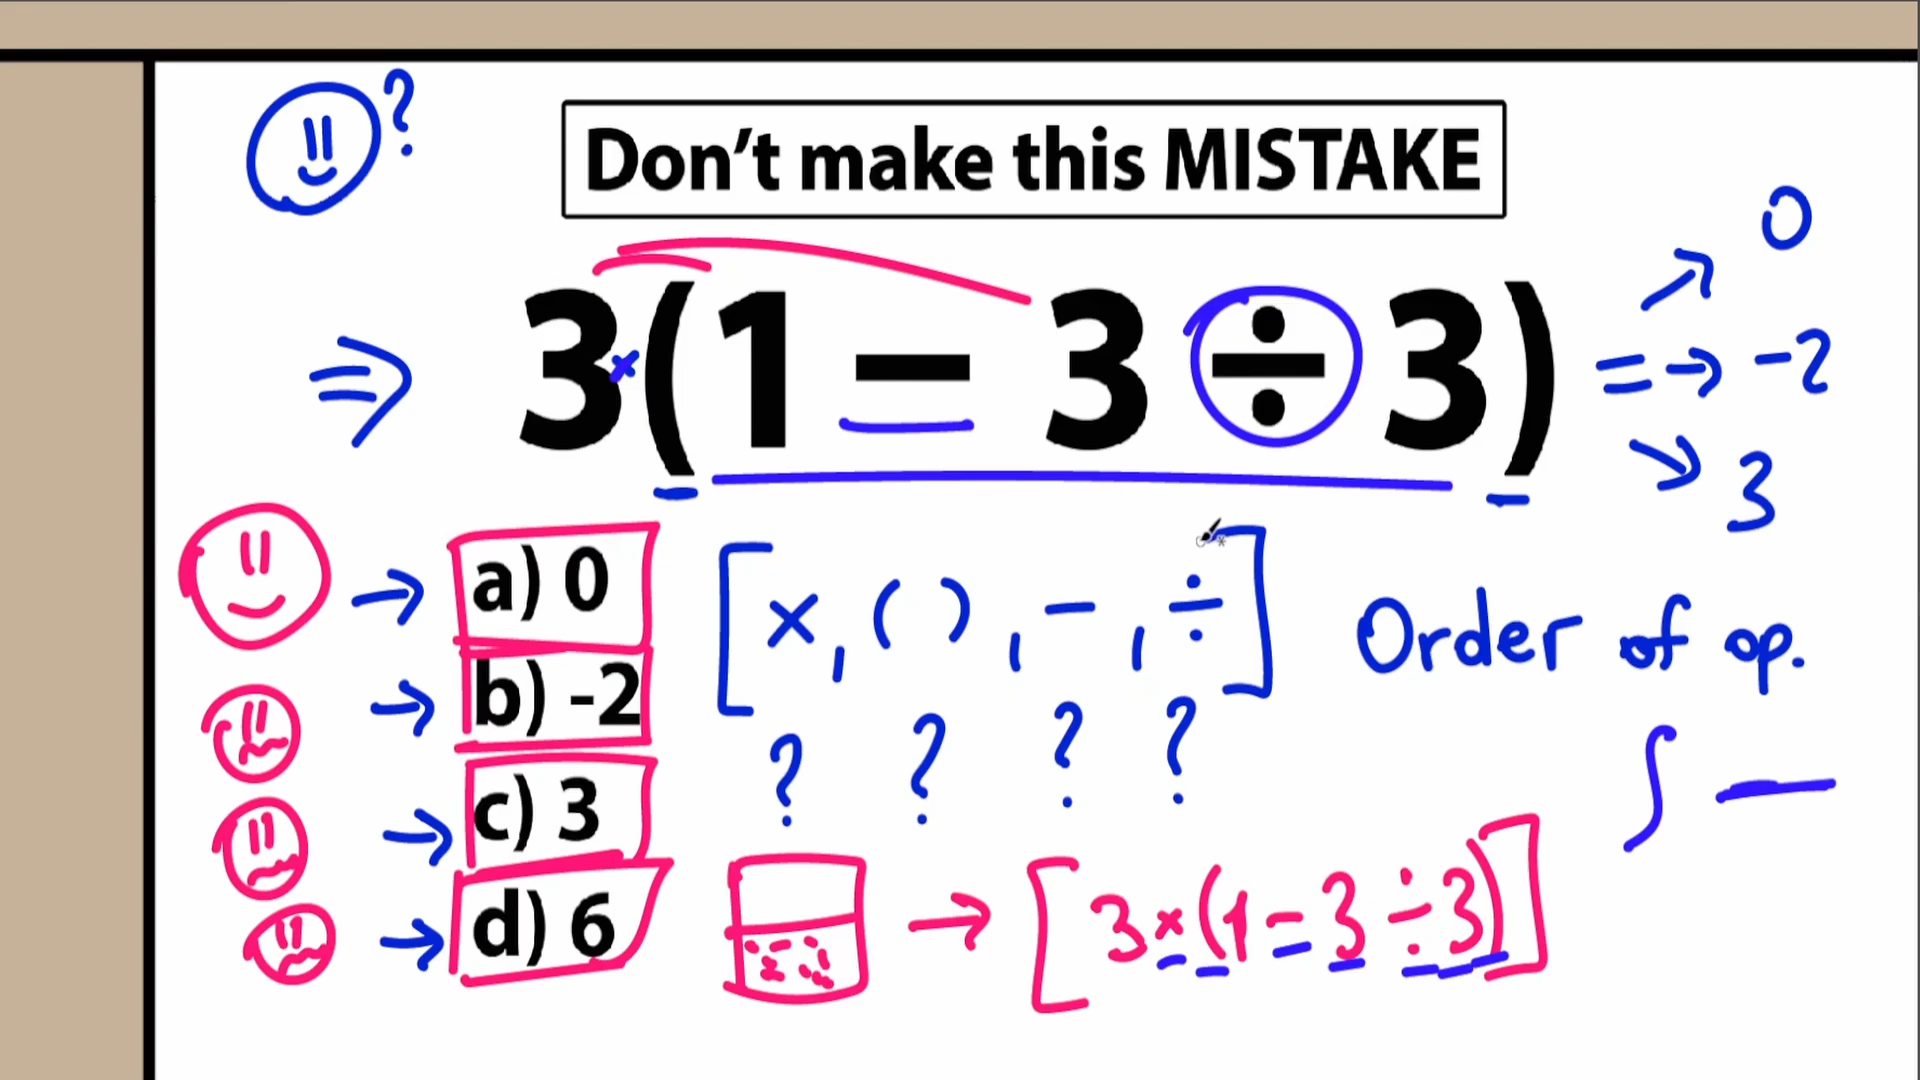 ?
Don't make this MISTAKE
0
⇒ 3×(1 − 3 ÷ 3) = → -2
3
→ a) 0
[×, ( ), −, ÷] Order of op.
→ b) -2
? ? ? ?
∫ —
→ c) 3
→ d) 6
→ [3×(1−3÷3)]